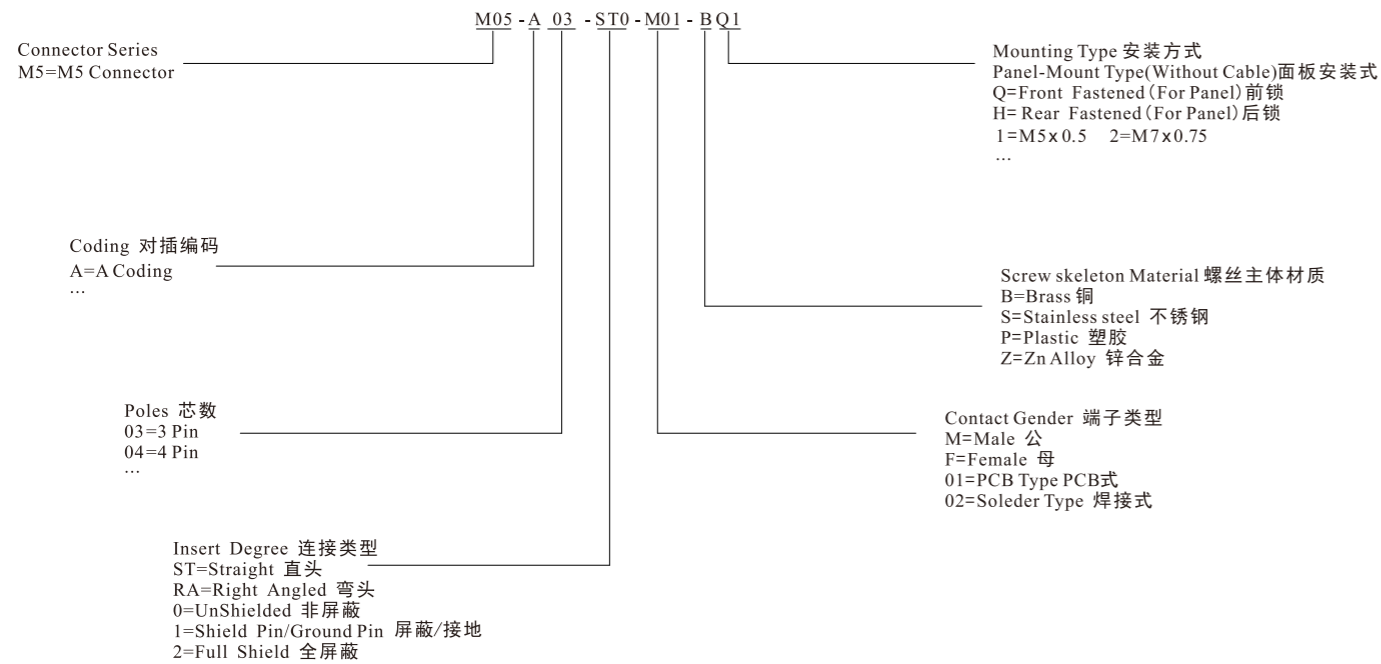 M05 - A 03 - ST0 - M01 - B Q1
Connector Series
M5=M5 Connector
Mounting Type 安装方式
Panel-Mount Type(Without Cable)面板安装式
Q=Front Fastened(For Panel)前锁
H= Rear Fastened(For Panel)后锁
1=M5x0.5 2=M7x0.75
...
Coding 对插编码
A=A Coding
...
Screw skeleton Material 螺丝主体材质
B=Brass 铜
S=Stainless steel 不锈钢
P=Plastic 塑胶
Z=Zn Alloy 锌合金
Poles 芯数
03=3 Pin
04=4 Pin
...
Contact Gender 端子类型
M=Male 公
F=Female 母
01=PCB Type PCB式
02=Soleder Type 焊接式
Insert Degree 连接类型
ST=Straight 直头
RA=Right Angled 弯头
0=UnShielded 非屏蔽
1=Shield Pin/Ground Pin 屏蔽/接地
2=Full Shield 全屏蔽